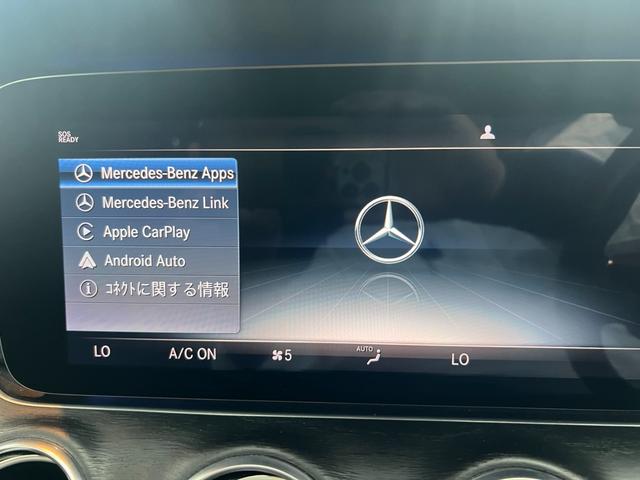 SOS
READY
Mercedes-Benz Apps
Mercedes-Benz Link
Apple CarPlay
Android Auto
ｺﾈｸﾄに関する情報
LO A/C ON 5 AUTO LO